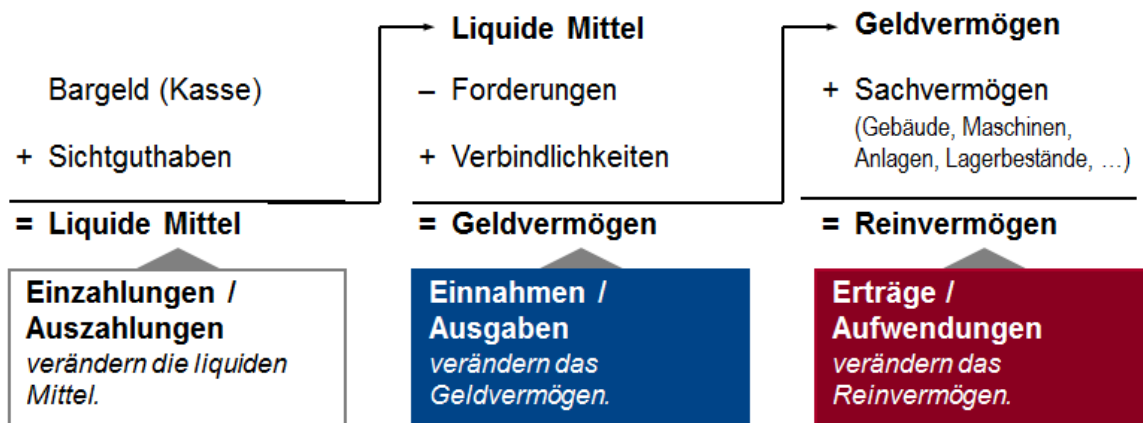 Bargeld (Kasse)
+ Sichtguthaben
= Liquide Mittel
Einzahlungen /
Auszahlungen
verändern die liquiden
Mittel.
Liquide Mittel
– Forderungen
+ Verbindlichkeiten
= Geldvermögen
Einnahmen /
Ausgaben
verändern das
Geldvermögen.
Geldvermögen
+ Sachvermögen
(Gebäude, Maschinen,
Anlagen, Lagerbestände, ...)
= Reinvermögen
Erträge /
Aufwendungen
verändern das
Reinvermögen.